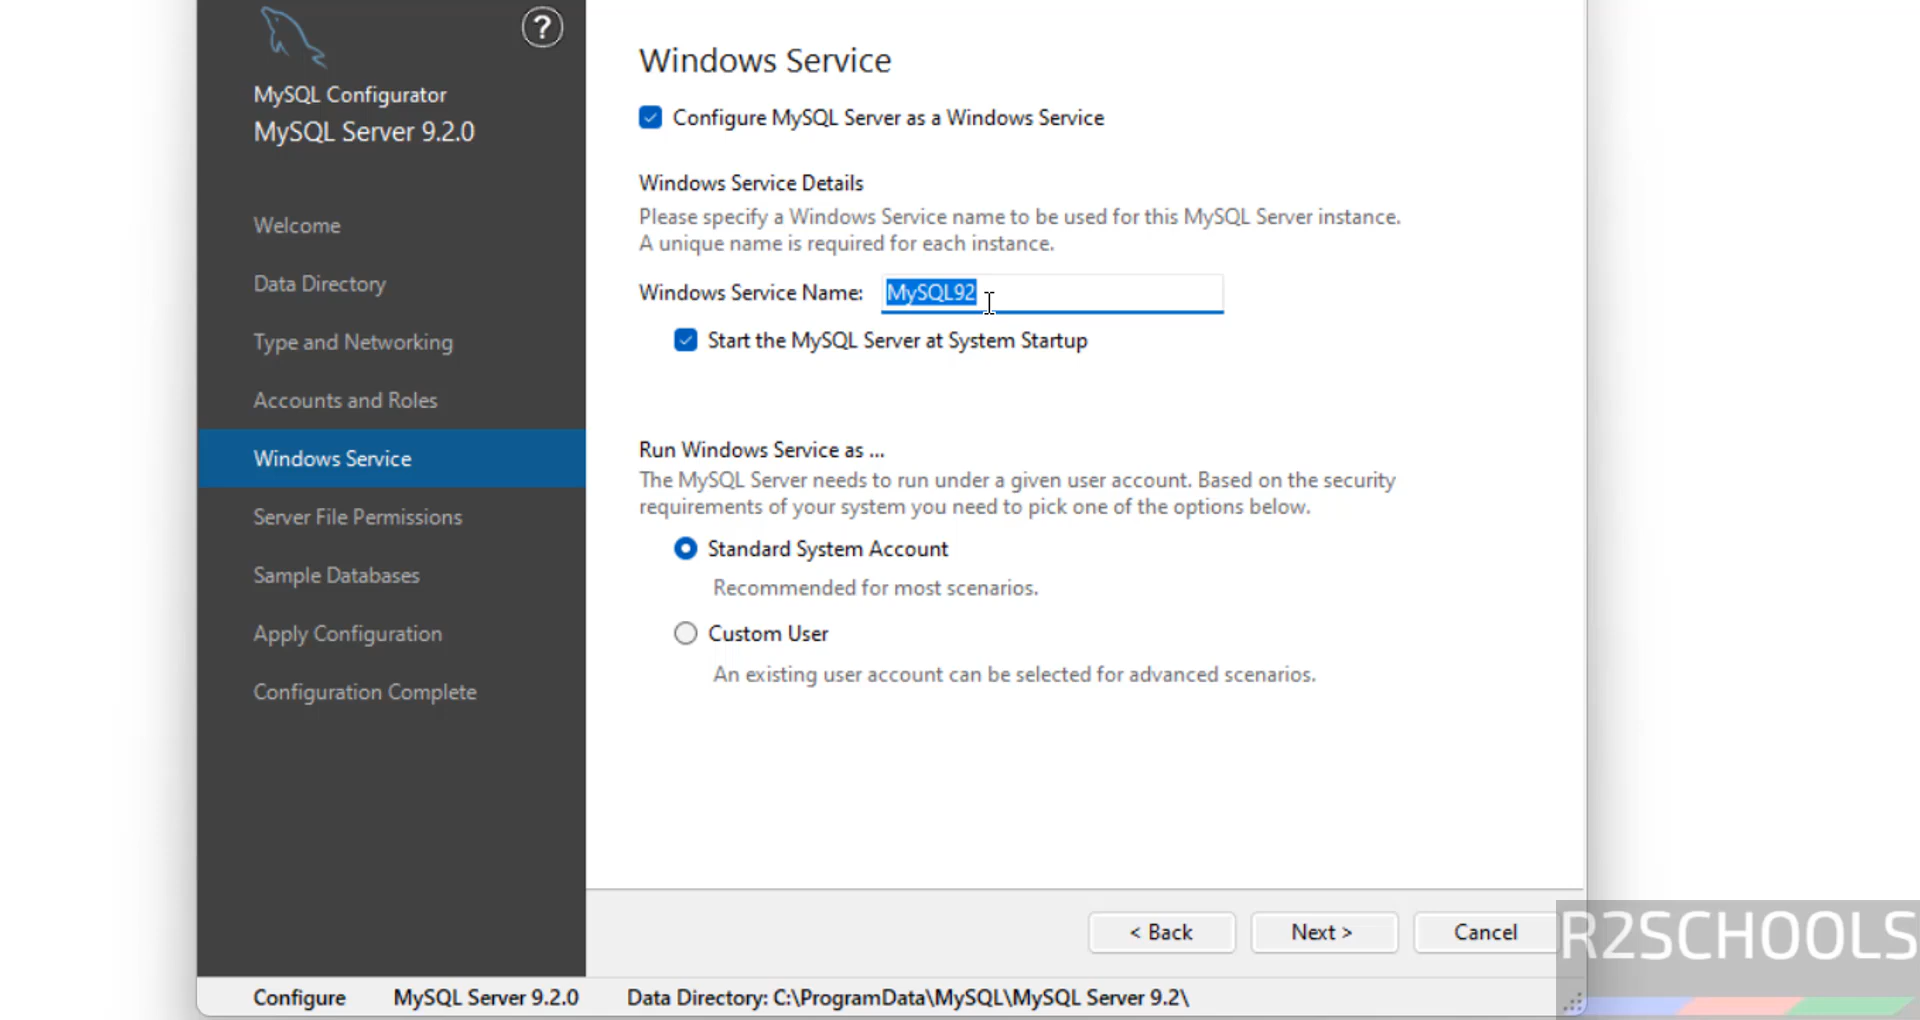 ?
MySQL Configurator
MySQL Server 9.2.0
Welcome
Data Directory
Type and Networking
Accounts and Roles
Windows Service
Server File Permissions
Sample Databases
Apply Configuration
Configuration Complete
Windows Service
Configure MySQL Server as a Windows Service
Windows Service Details
Please specify a Windows Service name to be used for this MySQL Server instance.
A unique name is required for each instance.
Windows Service Name: MySQL92
Start the MySQL Server at System Startup
Run Windows Service as ...
The MySQL Server needs to run under a given user account. Based on the security
requirements of your system you need to pick one of the options below.
Standard System Account
Recommended for most scenarios.
Custom User
An existing user account can be selected for advanced scenarios.
< Back Next > Cancel
R2SCHOOLS
Configure MySQL Server 9.2.0 Data Directory: C:\ProgramData\MySQL\MySQL Server 9.2\